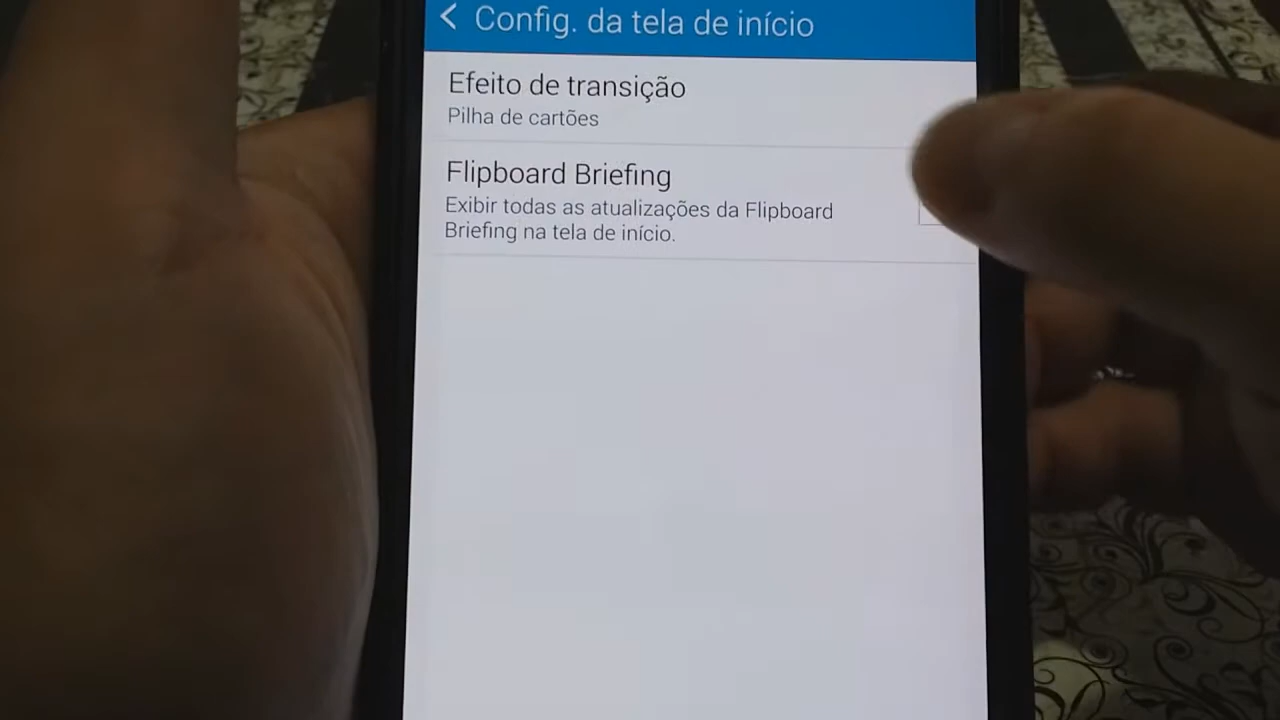 Config. da tela de início
Efeito de transição
Pilha de cartões
Flipboard Briefing
Exibir todas as atualizações da Flipboard
Briefing na tela de início.